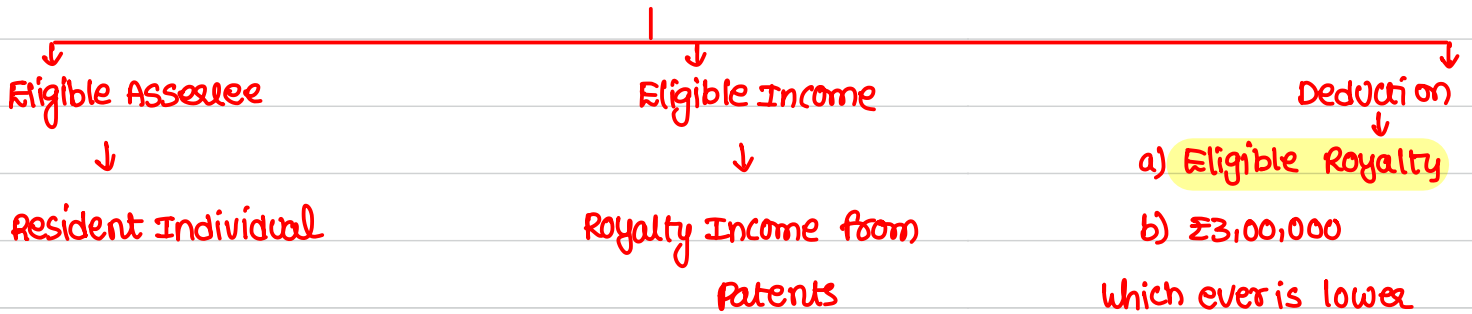 Eligible Assessee Eligible Income Deduction
a) Eligible Royalty
Resident Individual Royalty Income from b) ₹3,00,000
Patents Which ever is lower